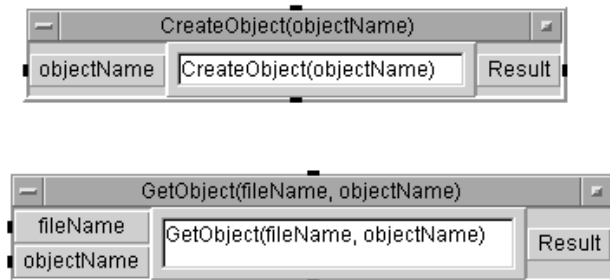 CreateObject(objectName)
objectName CreateObject(objectName) Result
GetObject(fileName, objectName)
fileName
GetObject(fileName, objectName) Result
objectName